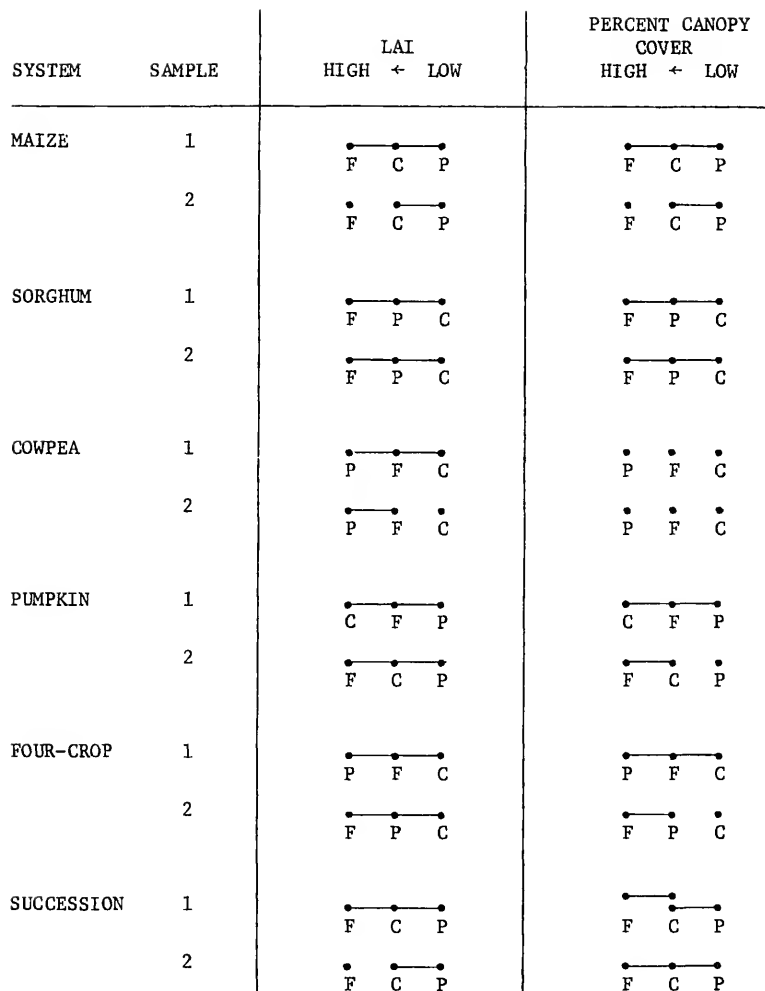 PERCENT CANOPY
LAI COVER
SYSTEM SAMPLE HIGH ← LOW HIGH ← LOW
MAIZE 1
F C P F C P
2
F C P F C P
SORGHUM 1
F P C F P C
2
F P C F P C
COWPEA 1
P F C P F C
2
P F C P F C
PUMPKIN 1
C F P C F P
2
F C P F C P
FOUR-CROP 1
P F C P F C
2
F P C F P C
SUCCESSION 1
F C P F C P
2
F C P F C P